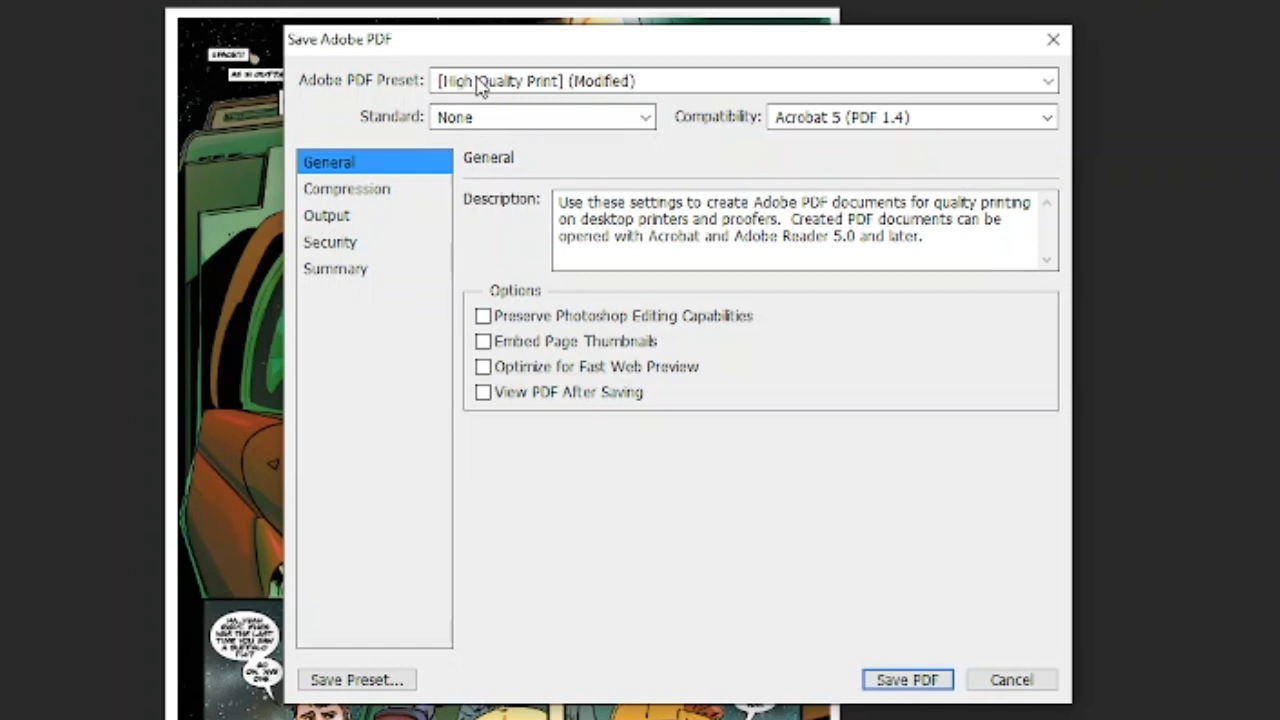 Save Adobe PDF
Adobe PDF Preset: [High Quality Print] (Modified)
Standard: None Compatibility: Acrobat 5 (PDF 1.4)
General
Compression
Output
Security
Summary
General
Description: Use these settings to create Adobe PDF documents for quality printing
on desktop printers and proofers. Created PDF documents can be
opened with Acrobat and Adobe Reader 5.0 and later.
Options
Preserve Photoshop Editing Capabilities
Embed Page Thumbnails
Optimize for Fast Web Preview
View PDF After Saving
Save Preset... Save PDF Cancel